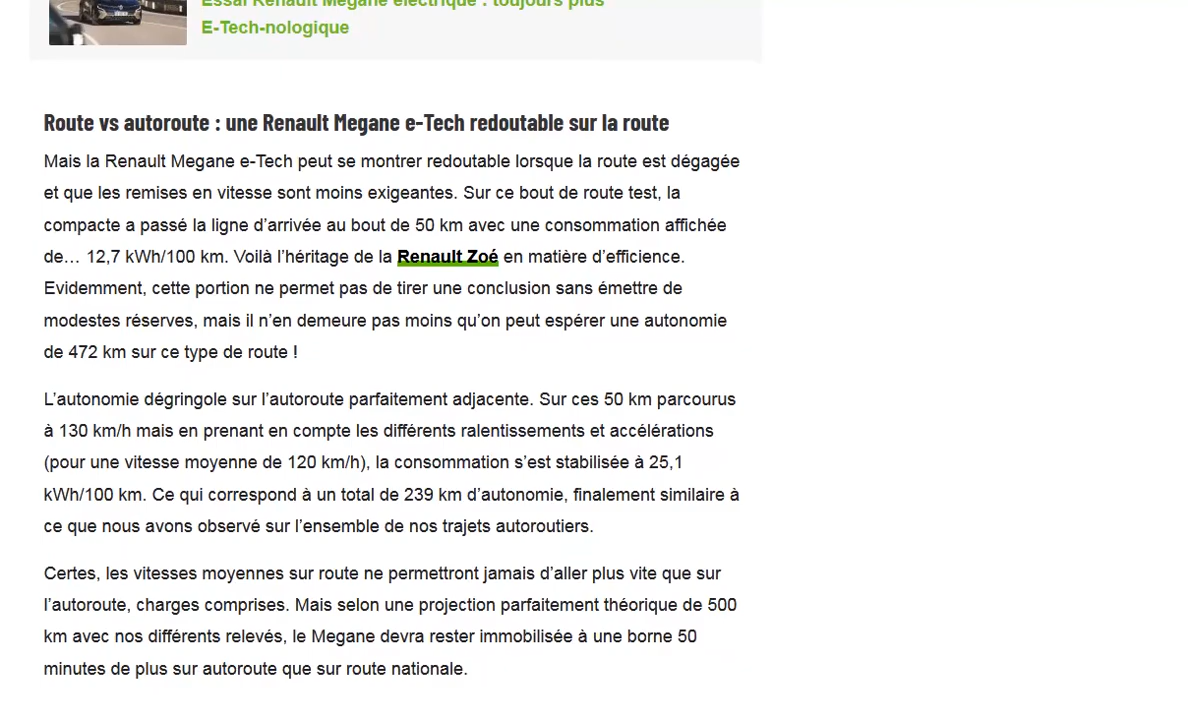 Essai Renault Megane électrique : toujours plus
E-Tech-nologique
Route vs autoroute : une Renault Megane e-Tech redoutable sur la route
Mais la Renault Megane e-Tech peut se montrer redoutable lorsque la route est dégagée
et que les remises en vitesse sont moins exigeantes. Sur ce bout de route test, la
compacte a passé la ligne d’arrivée au bout de 50 km avec une consommation affichée
de… 12,7 kWh/100 km. Voilà l’héritage de la Renault Zoé en matière d’efficience.
Evidemment, cette portion ne permet pas de tirer une conclusion sans émettre de
modestes réserves, mais il n’en demeure pas moins qu’on peut espérer une autonomie
de 472 km sur ce type de route !
L’autonomie dégringole sur l’autoroute parfaitement adjacente. Sur ces 50 km parcourus
à 130 km/h mais en prenant en compte les différents ralentissements et accélérations
(pour une vitesse moyenne de 120 km/h), la consommation s’est stabilisée à 25,1
kWh/100 km. Ce qui correspond à un total de 239 km d’autonomie, finalement similaire à
ce que nous avons observé sur l’ensemble de nos trajets autoroutiers.
Certes, les vitesses moyennes sur route ne permettront jamais d’aller plus vite que sur
l’autoroute, charges comprises. Mais selon une projection parfaitement théorique de 500
km avec nos différents relevés, le Megane devra rester immobilisée à une borne 50
minutes de plus sur autoroute que sur route nationale.